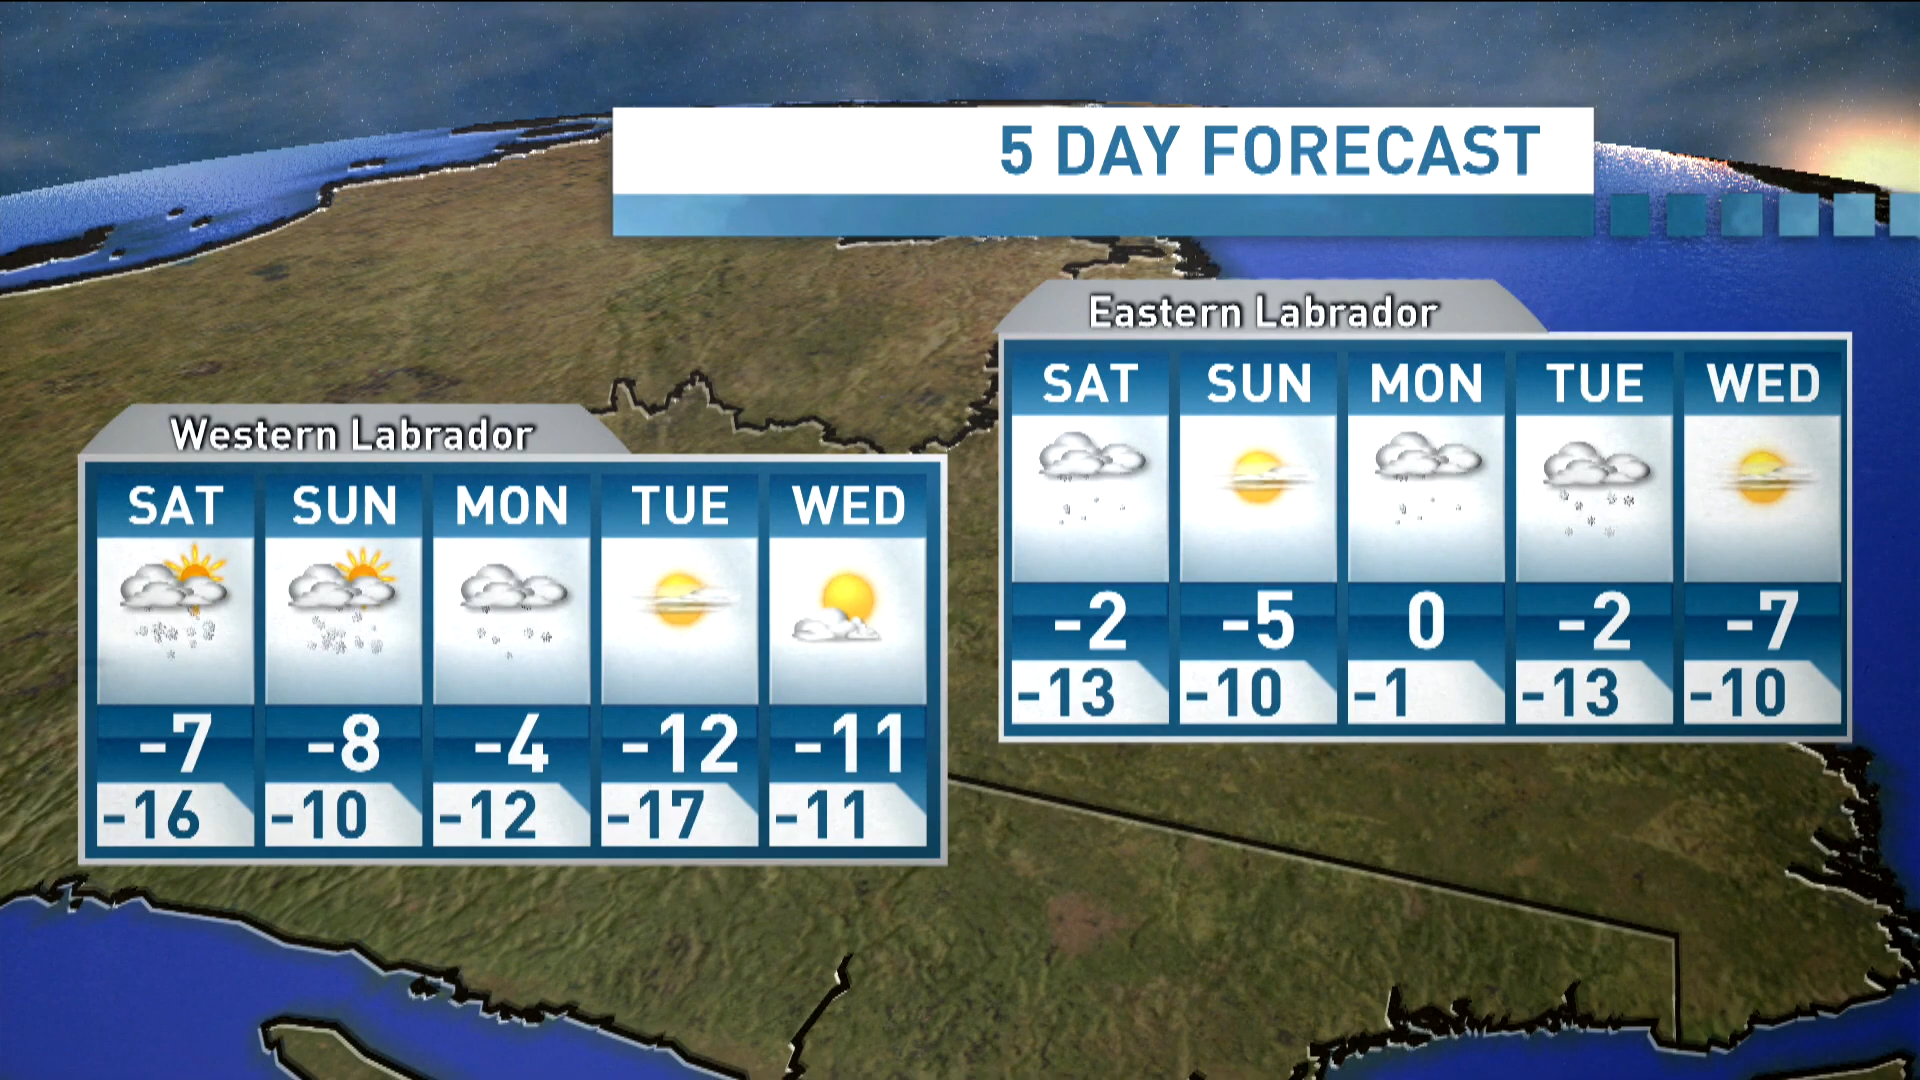 5 DAY FORECAST
Eastern Labrador
SAT SUN MON TUE WED
-2 -5 0 -2 -7
-13 -10 -1 -13 -10
Western Labrador
SAT SUN MON TUE WED
-7 -8 -4 -12 -11
-16 -10 -12 -17 -11